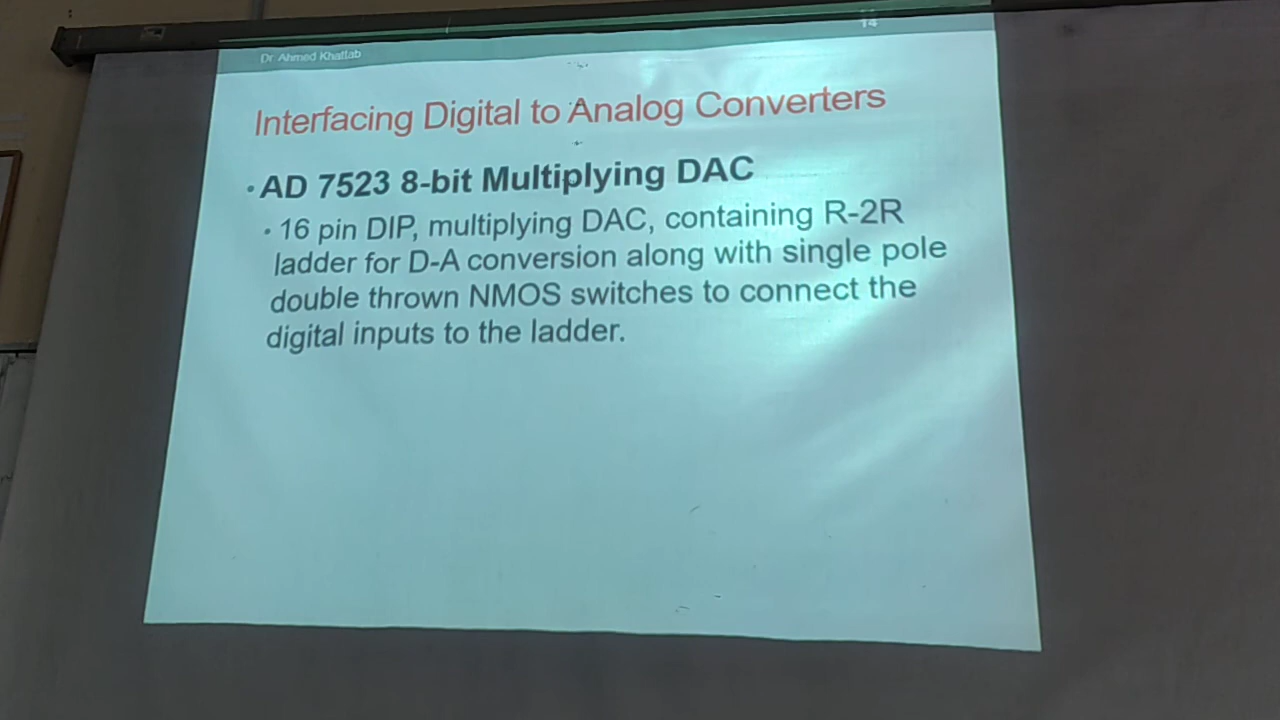 Dr Ahmed Khattab
14
Interfacing Digital to Analog Converters
• AD 7523 8-bit Multiplying DAC
• 16 pin DIP, multiplying DAC, containing R-2R
ladder for D-A conversion along with single pole
double thrown NMOS switches to connect the
digital inputs to the ladder.